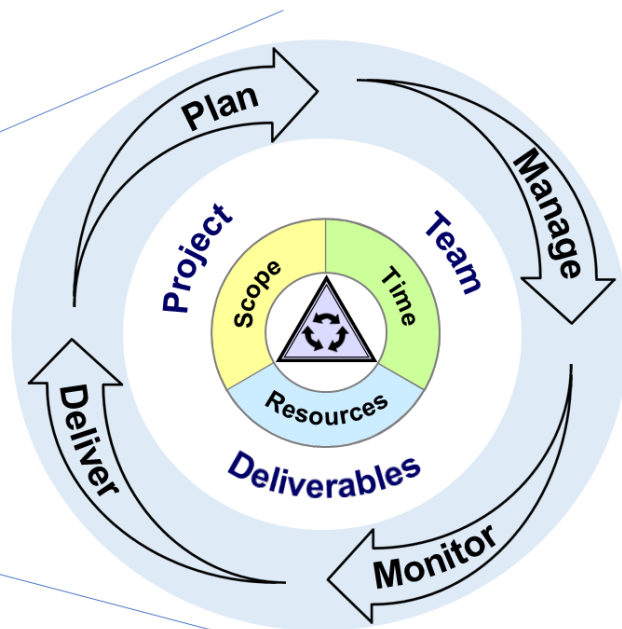 Plan
Manage
Project
Team
Scope
Time
Resources
Deliverables
Deliver
Monitor